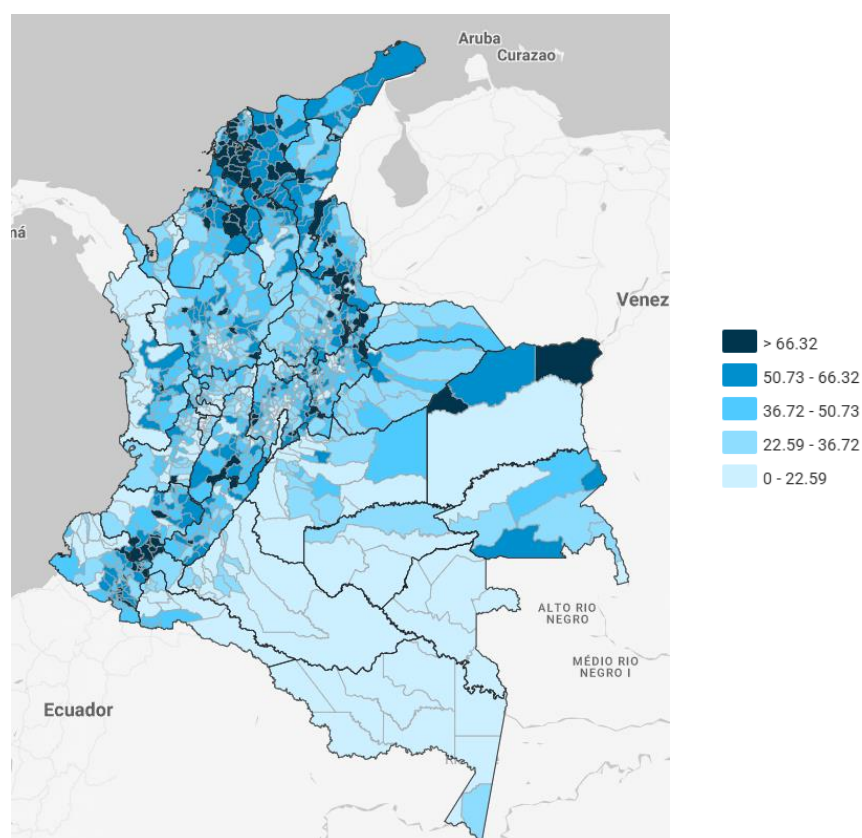 Aruba
Curazao
má
Venez
> 66.32
50.73 - 66.32
36.72 - 50.73
22.59 - 36.72
0 - 22.59
ALTO RIO
NEGRO
MÉDIO RIO
NEGRO I
Ecuador